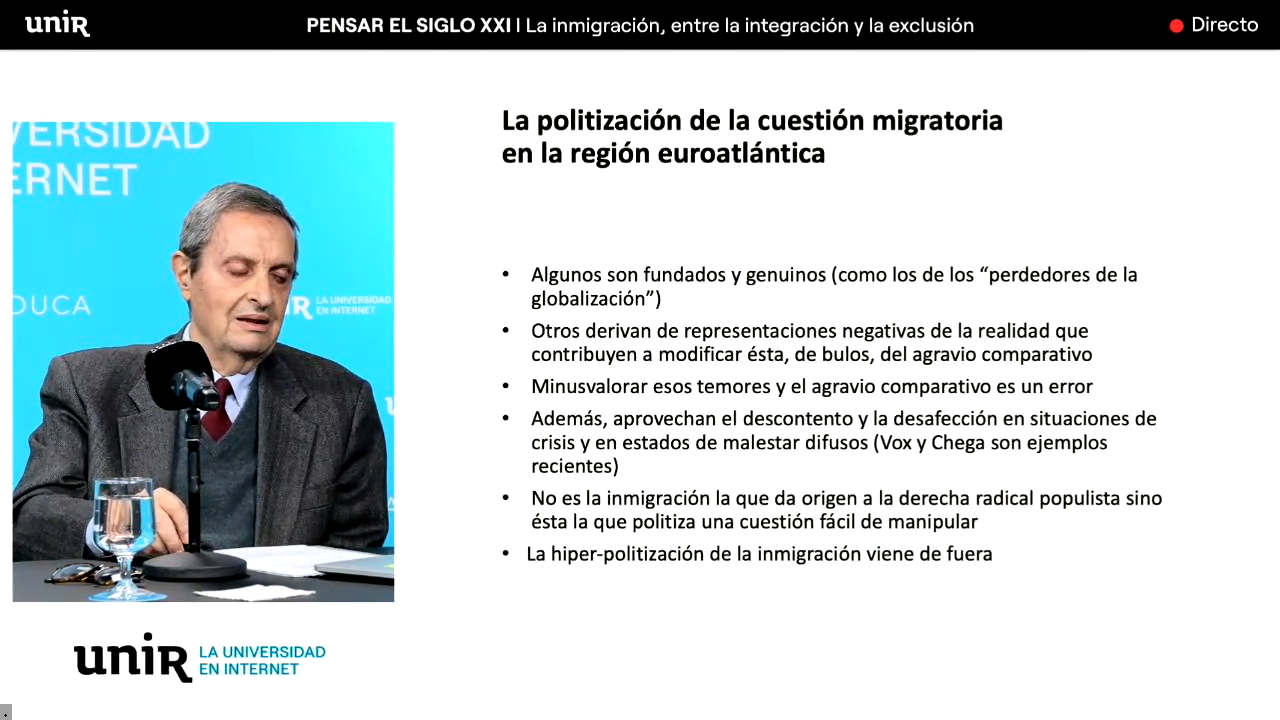 unir
PENSAR EL SIGLO XXI | La inmigración, entre la integración y la exclusión
Directo
VERSIDAD
ERNET
DUCA
IR LA UNIVERSIDAD
EN INTERNET
La politización de la cuestión migratoria
en la región euroatlántica
• Algunos son fundados y genuinos (como los de los “perdedores de la
globalización”)
• Otros derivan de representaciones negativas de la realidad que
contribuyen a modificar ésta, de bulos, del agravio comparativo
• Minusvalorar esos temores y el agravio comparativo es un error
• Además, aprovechan el descontento y la desafección en situaciones de
crisis y en estados de malestar difusos (Vox y Chega son ejemplos
recientes)
• No es la inmigración la que da origen a la derecha radical populista sino
ésta la que politiza una cuestión fácil de manipular
• La hiper-politización de la inmigración viene de fuera
unir LA UNIVERSIDAD
EN INTERNET